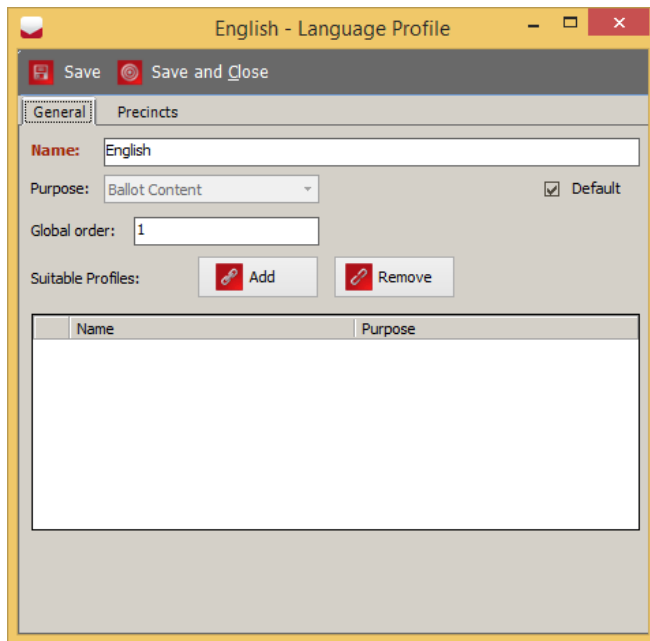 English - Language Profile
Save Save and Close
General Precincts
Name: English
Purpose: Ballot Content Default
Global order: 1
Suitable Profiles: Add Remove
Name Purpose